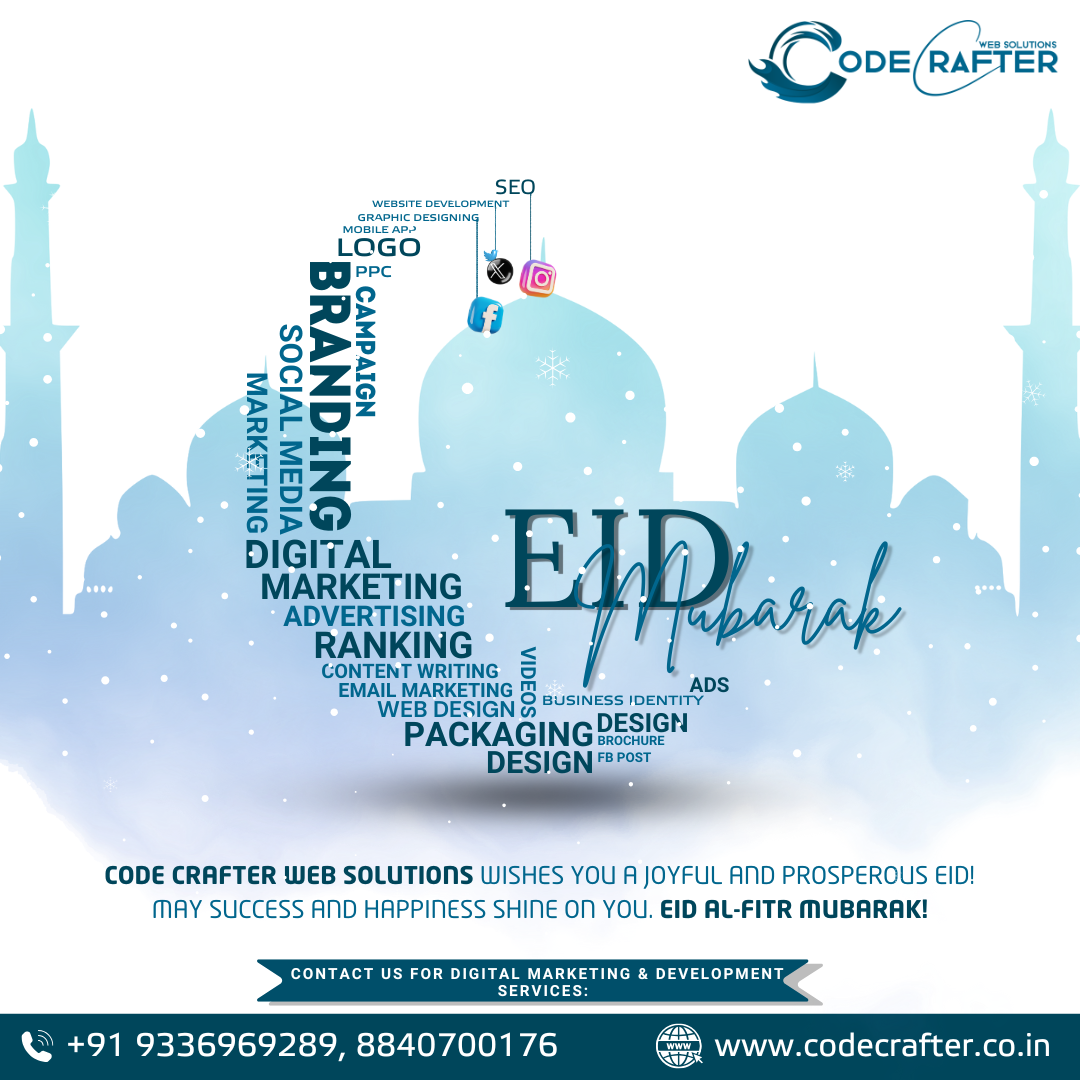 WEB SOLUTIONS
CODE CRAFTER
SEO
WEBSITE DEVELOPMENT
GRAPHIC DESIGNING
MOBILE APP
LOGO
PPC
BRANDING
CAMPAIGN
SOCIAL MEDIA
MARKETING
DIGITAL
MARKETING
ADVERTISING
RANKING
CONTENT WRITING
EMAIL MARKETING
WEB DESIGN
VIDEOS
PACKAGING
DESIGN
EID
Mubarak
ADS
BUSINESS IDENTITY
DESIGN
BROCHURE
FB POST
CODE CRAFTER WEB SOLUTIONS WISHES YOU A JOYFUL AND PROSPEROUS EID!
MAY SUCCESS AND HAPPINESS SHINE ON YOU. EID AL-FITR MUBARAK!
CONTACT US FOR DIGITAL MARKETING & DEVELOPMENT
SERVICES:
+91 9336969289, 8840700176
WWW
www.codecrafter.co.in